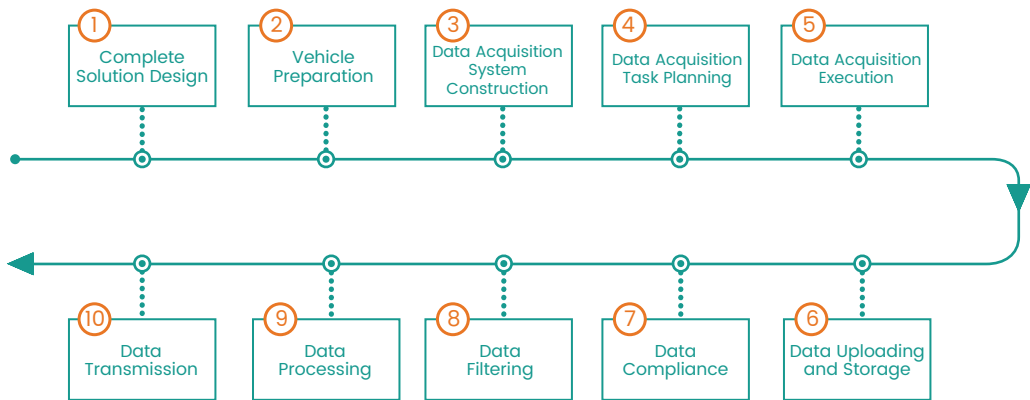 1
Complete
Solution Design
2
Vehicle
Preparation
3
Data Acquisition
System
Construction
4
Data Acquisition
Task Planning
5
Data Acquisition
Execution
6
Data Uploading
and Storage
7
Data
Compliance
8
Data
Filtering
9
Data
Processing
10
Data
Transmission